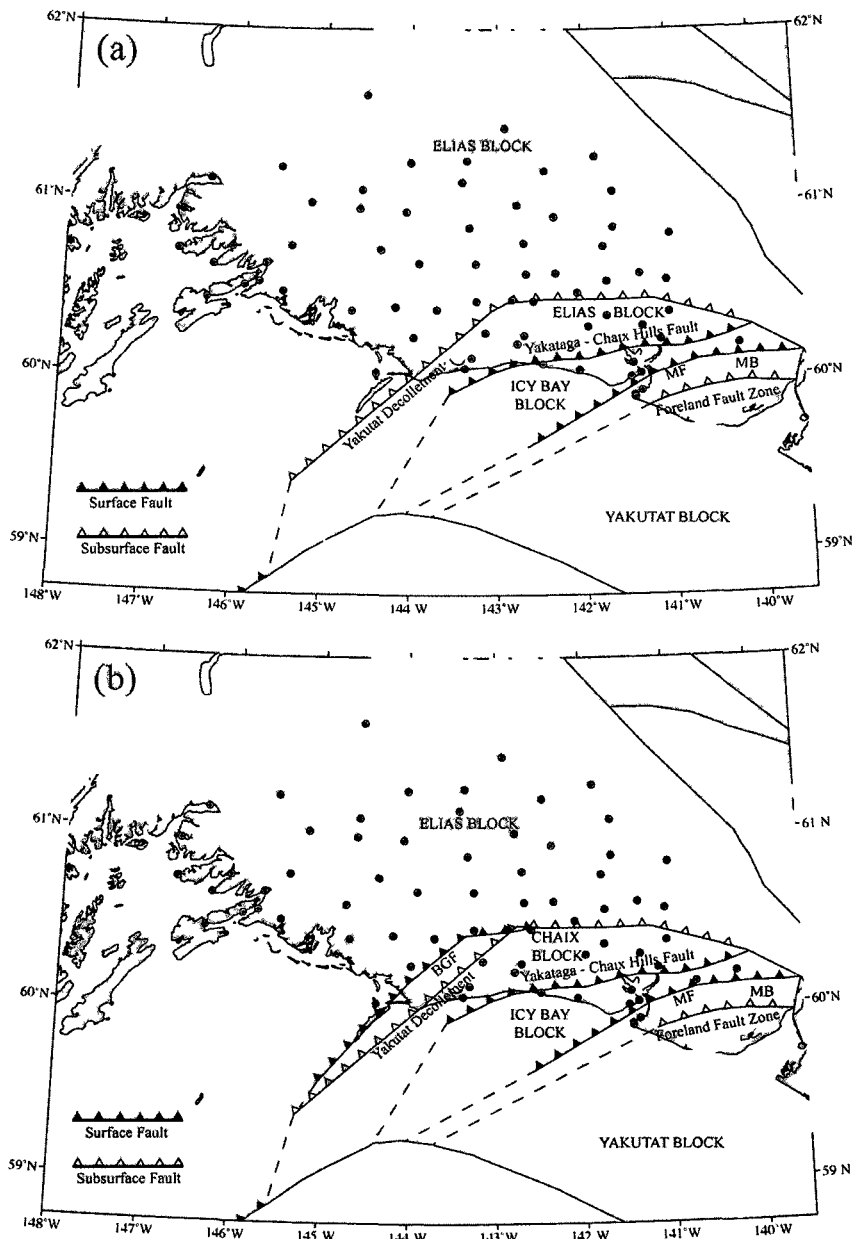 (a)
62°N
62°N
ELIAS BLOCK
61°N
61°N
ELIAS BLOCK
60°N
Yakataga - Chaix Hills Fault
60°N
ICY BAY
BLOCK
MF
MB
Yakutat Decollement
Foreland Fault Zone
Surface Fault
Subsurface Fault
YAKUTAT BLOCK
59°N
59°N
148°W
147°W
146°W
145°W
144°W
143°W
142°W
141°W
140°W
(b)
62°N
62°N
ELIAS BLOCK
61°N
61 N
CHAIX
BLOCK
BGF
Yakataga - Chaix Hills Fault
60°N
60°N
ICY BAY
BLOCK
MF
MB
Yakutat Decollement
Foreland Fault Zone
Surface Fault
Subsurface Fault
YAKUTAT BLOCK
59°N
59 N
148°W
147°W
146°W
145°W
144°W
143°W
142°W
141°W
140°W